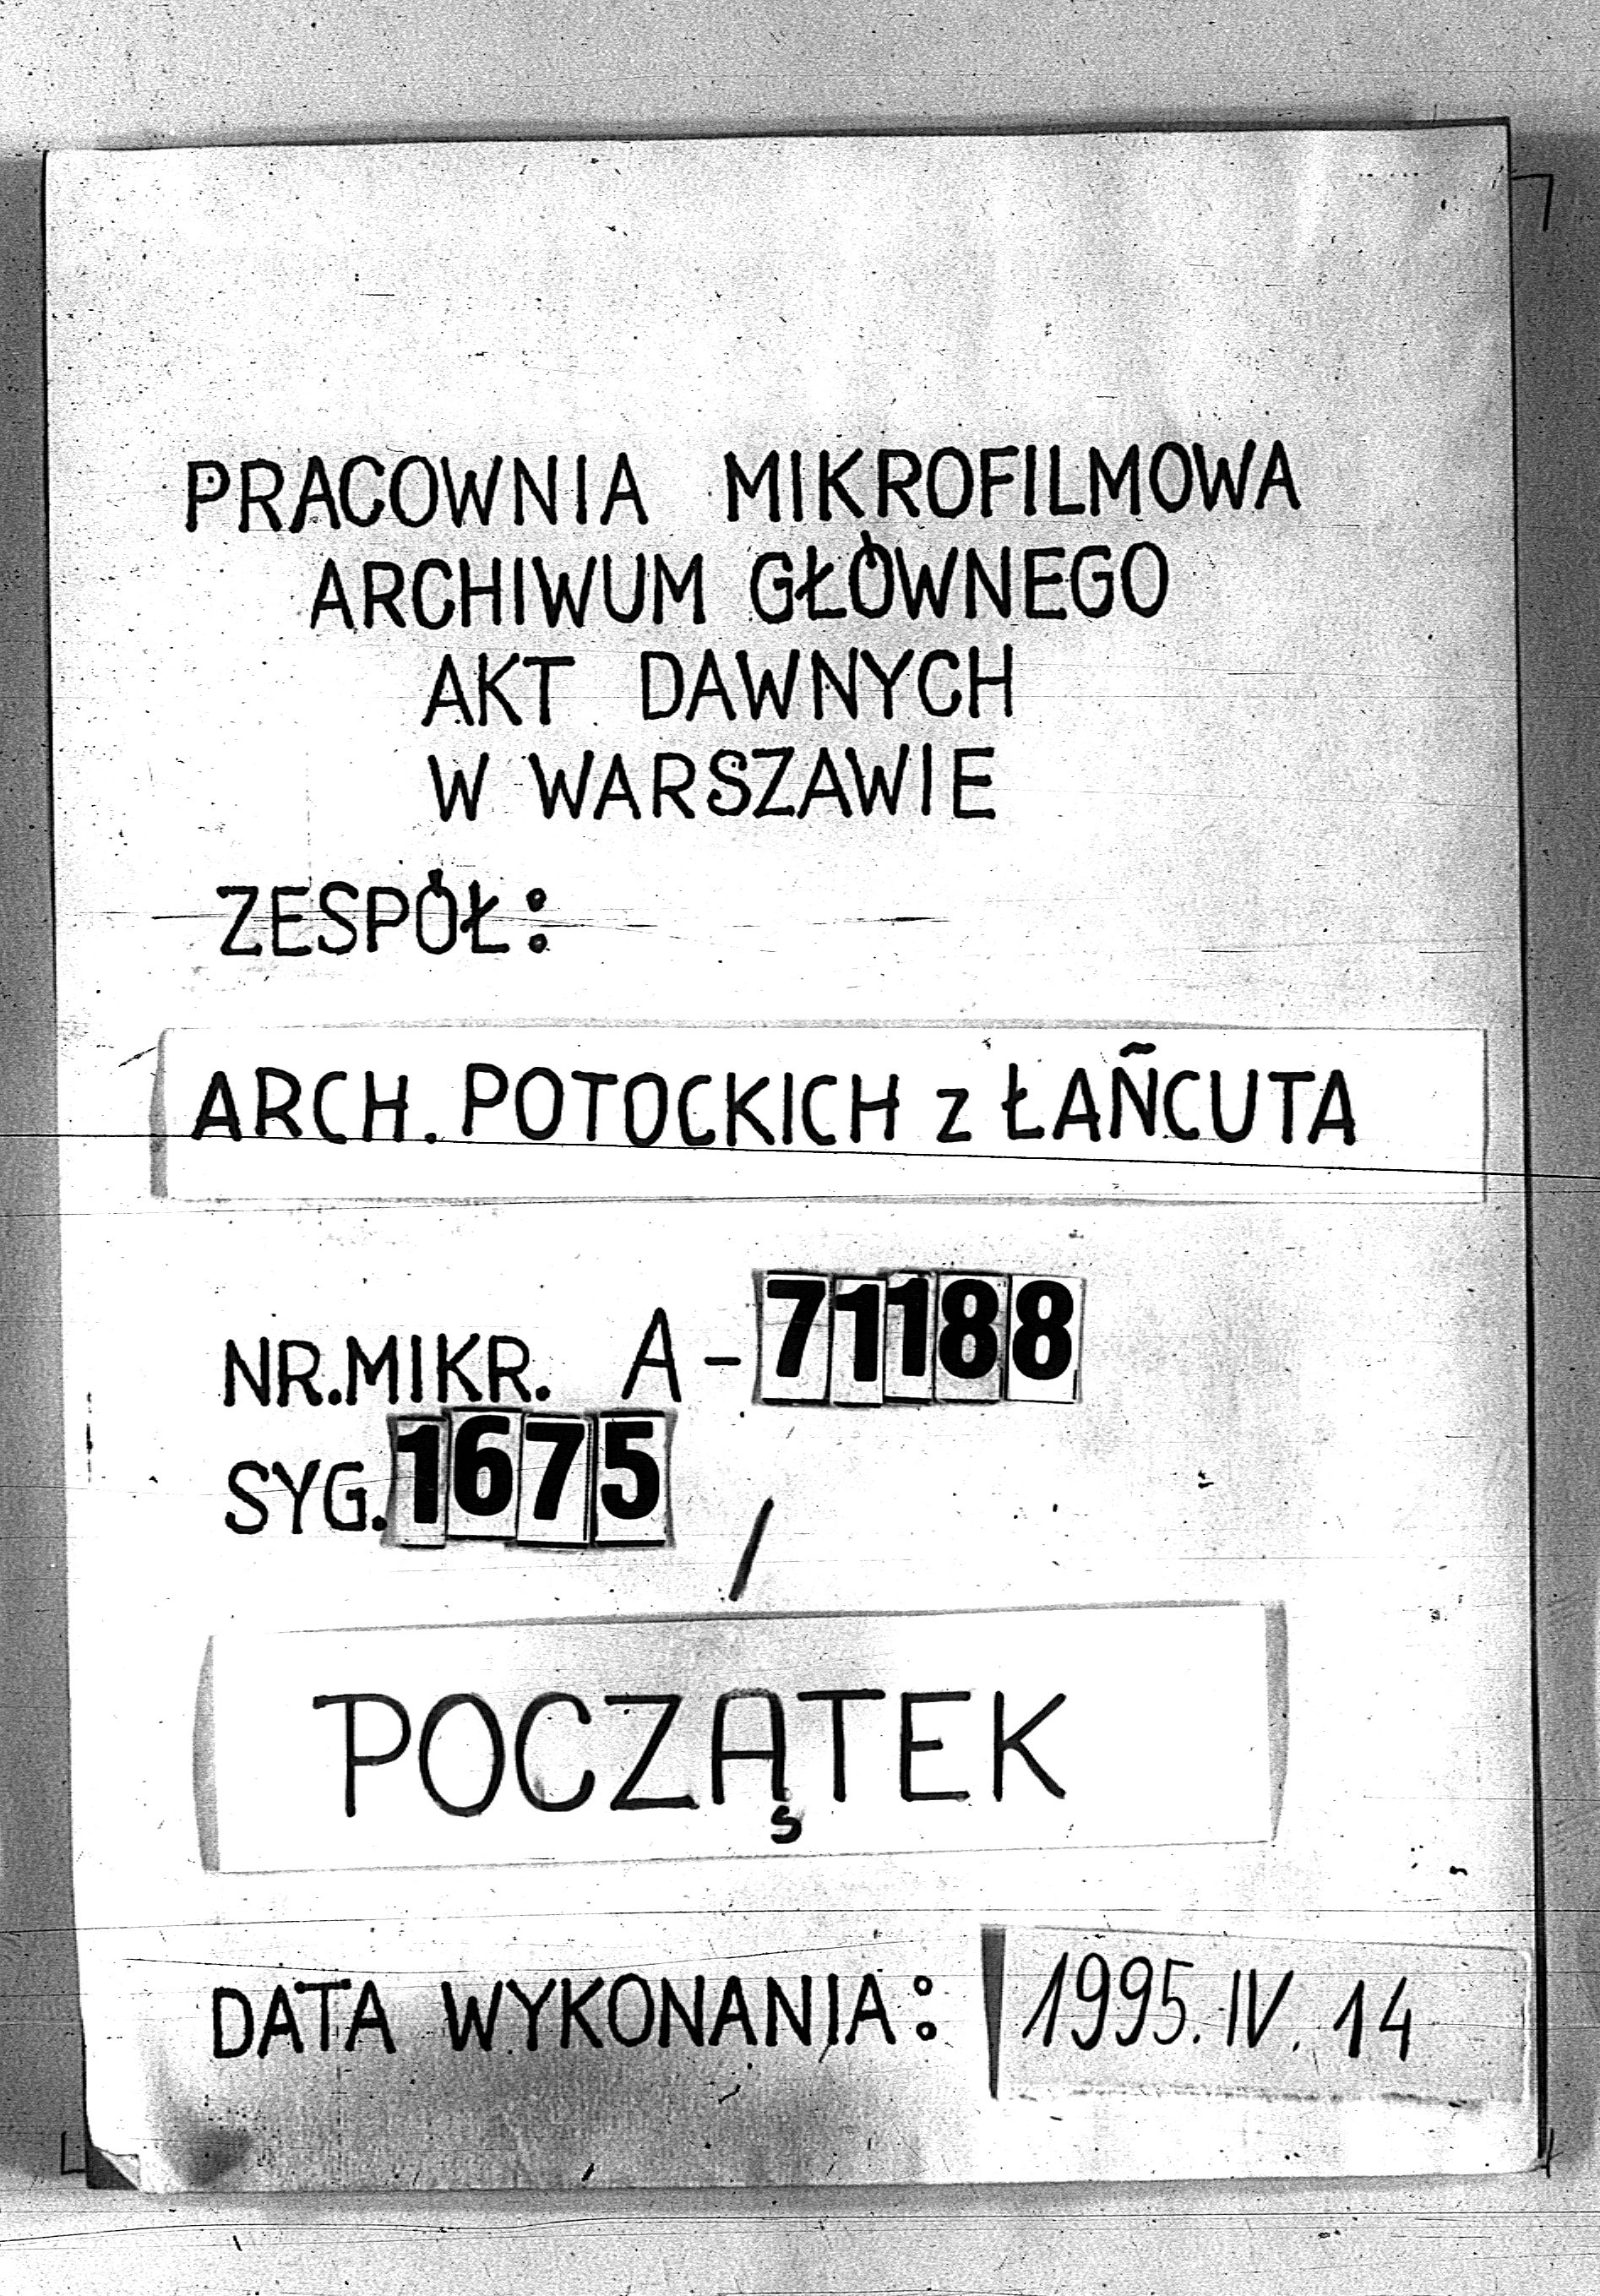 PRACOWNIA MIKROFILMOWA
ARCHIWUM GŁÓWNEGO
AKT DAWNYCH
W WARSZAWIE
ZESPÓŁ:
ARCH. POTOCKICH z ŁAŃCUTA
NR.MIKR. A-71188
SYG. 1675 /
POCZĄTEK
DATA WYKONANIA: 1995.IV.14